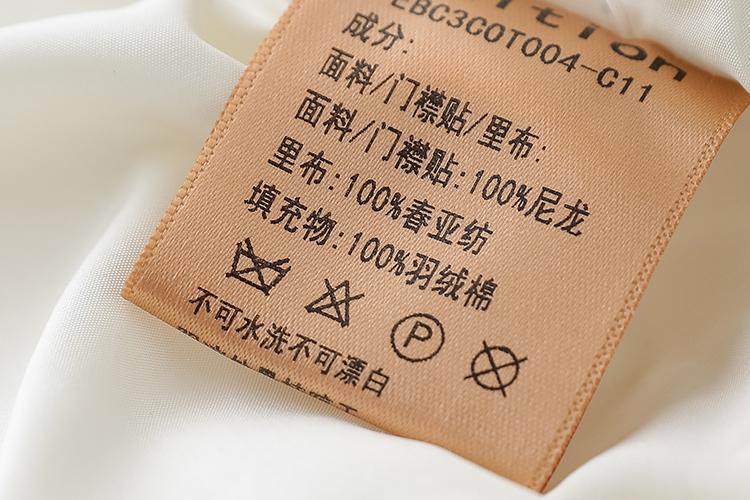 EBC3COT004-C11
成分:
面料/门襟贴/里布:
面料/门襟贴:100%尼龙
里布:100%春亚纺
填充物:100%羽绒棉
P
不可水洗不可漂白